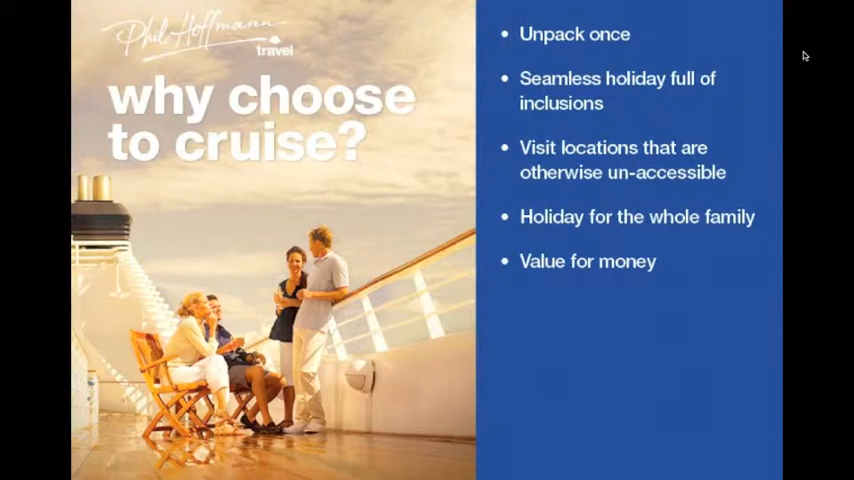 Phil Hoffmann
travel
why choose
to cruise?
• Unpack once
• Seamless holiday full of
inclusions
• Visit locations that are
otherwise un-accessible
• Holiday for the whole family
• Value for money